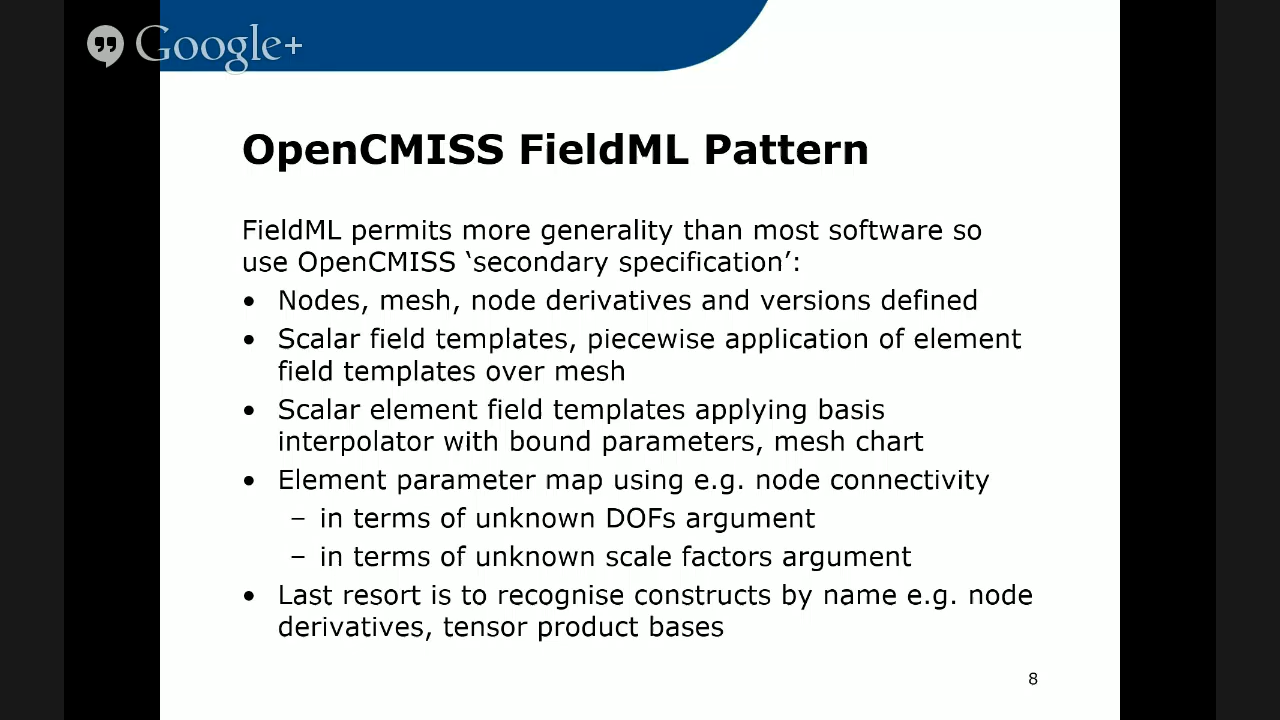 Google+
OpenCMISS FieldML Pattern
FieldML permits more generality than most software so
use OpenCMISS ‘secondary specification’:
• Nodes, mesh, node derivatives and versions defined
• Scalar field templates, piecewise application of element
field templates over mesh
• Scalar element field templates applying basis
interpolator with bound parameters, mesh chart
• Element parameter map using e.g. node connectivity
– in terms of unknown DOFs argument
– in terms of unknown scale factors argument
• Last resort is to recognise constructs by name e.g. node
derivatives, tensor product bases
8